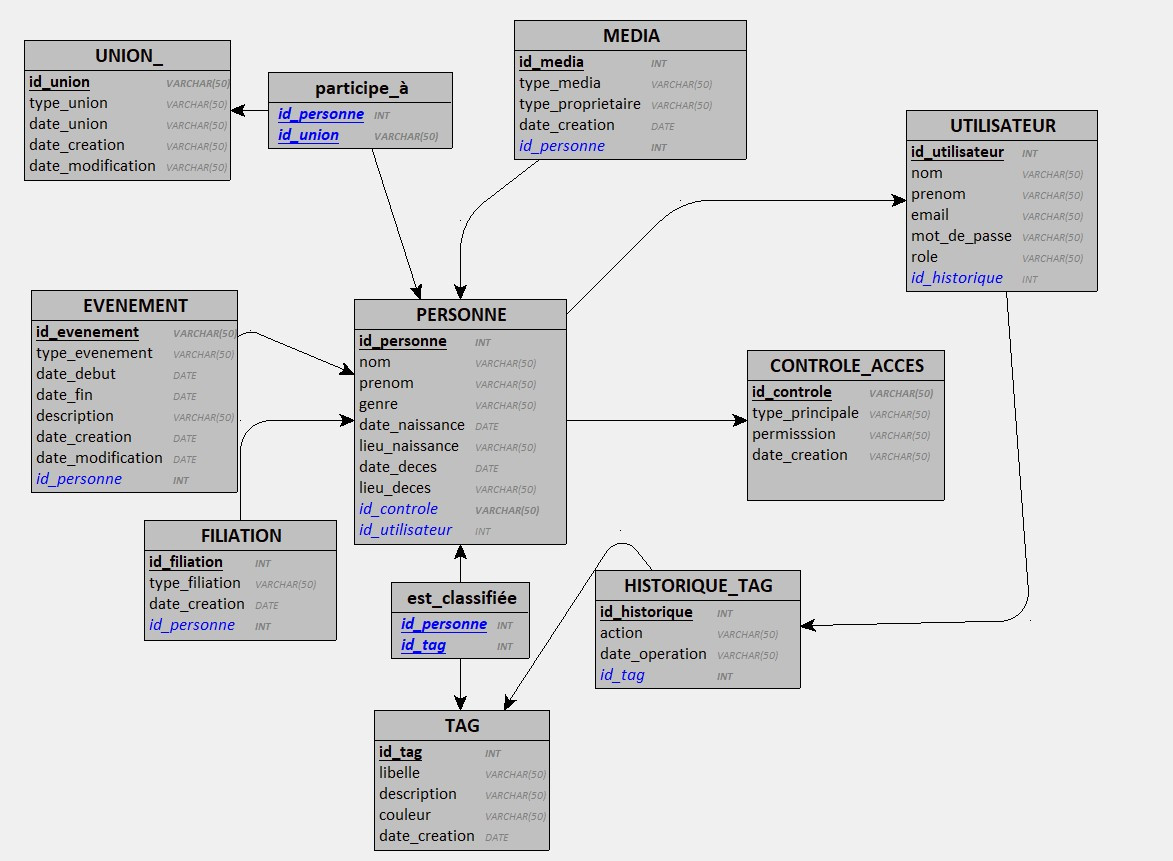 UNION_
id_union VARCHAR(50)
type_union VARCHAR(50)
date_union VARCHAR(50)
date_creation VARCHAR(50)
date_modification VARCHAR(50)
participe_à
id_personne INT
id_union VARCHAR(50)
MEDIA
id_media INT
type_media VARCHAR(50)
type_proprietaire VARCHAR(50)
date_creation DATE
id_personne INT
UTILISATEUR
id_utilisateur INT
nom VARCHAR(50)
prenom VARCHAR(50)
email VARCHAR(50)
mot_de_passe VARCHAR(50)
role VARCHAR(50)
id_historique INT
EVENEMENT
id_evenement VARCHAR(50)
type_evenement VARCHAR(50)
date_debut DATE
date_fin DATE
description VARCHAR(50)
date_creation DATE
date_modification DATE
id_personne INT
PERSONNE
id_personne INT
nom VARCHAR(50)
prenom VARCHAR(50)
genre VARCHAR(50)
date_naissance DATE
lieu_naissance VARCHAR(50)
date_deces DATE
lieu_deces VARCHAR(50)
id_controle VARCHAR(50)
id_utilisateur INT
CONTROLE_ACCES
id_controle VARCHAR(50)
type_principale VARCHAR(50)
permisssion VARCHAR(50)
date_creation VARCHAR(50)
FILIATION
id_filiation INT
type_filiation VARCHAR(50)
date_creation DATE
id_personne INT
est_classifiée
id_personne INT
id_tag INT
HISTORIQUE_TAG
id_historique INT
action VARCHAR(50)
date_operation VARCHAR(50)
id_tag INT
TAG
id_tag INT
libelle VARCHAR(50)
description VARCHAR(50)
couleur VARCHAR(50)
date_creation DATE